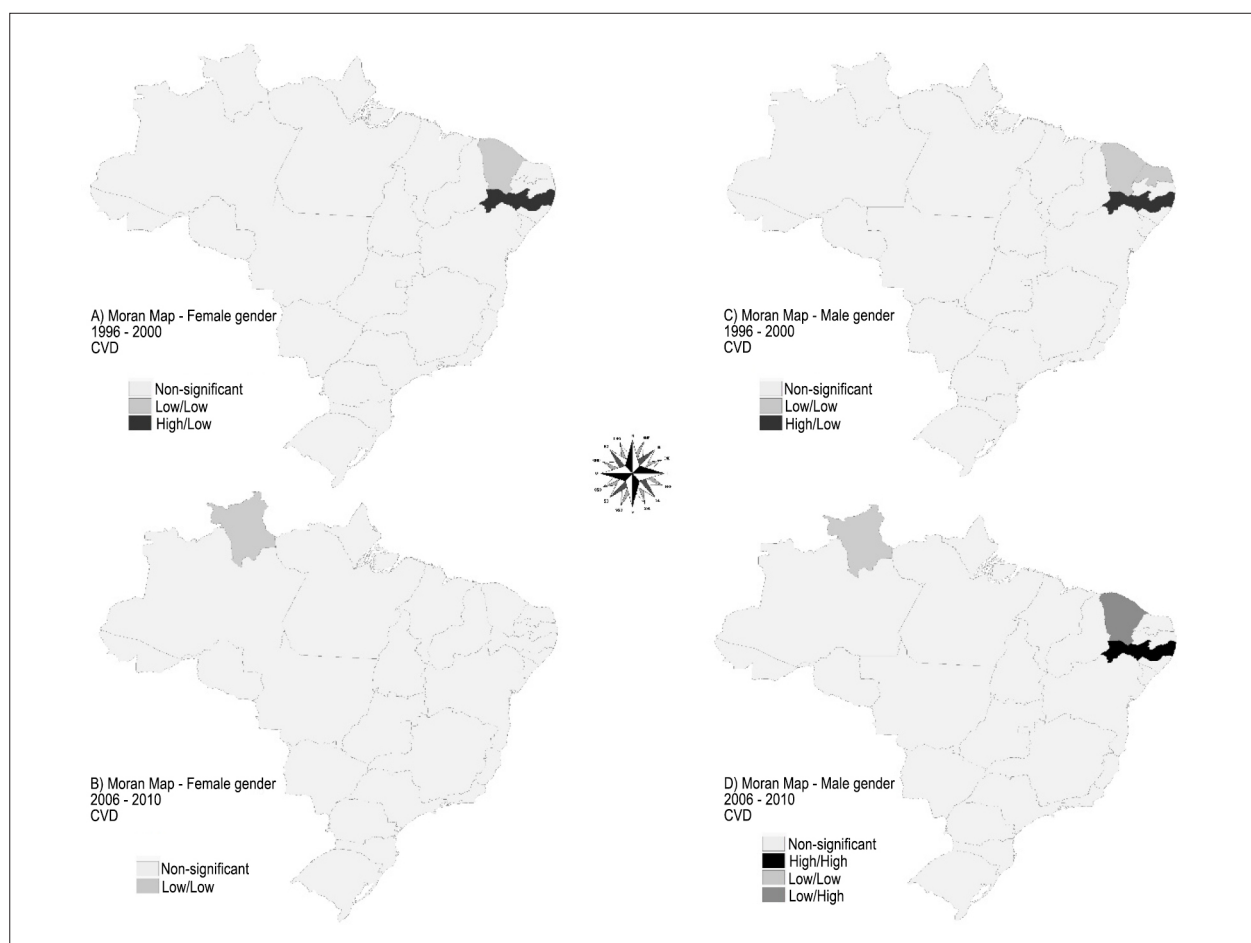 A) Moran Map - Female gender
1996 - 2000
CVD
Non-significant
Low/Low
High/Low
C) Moran Map - Male gender
1996 - 2000
CVD
Non-significant
Low/Low
High/Low
B) Moran Map - Female gender
2006 - 2010
CVD
Non-significant
Low/Low
D) Moran Map - Male gender
2006 - 2010
CVD
Non-significant
High/High
Low/Low
Low/High